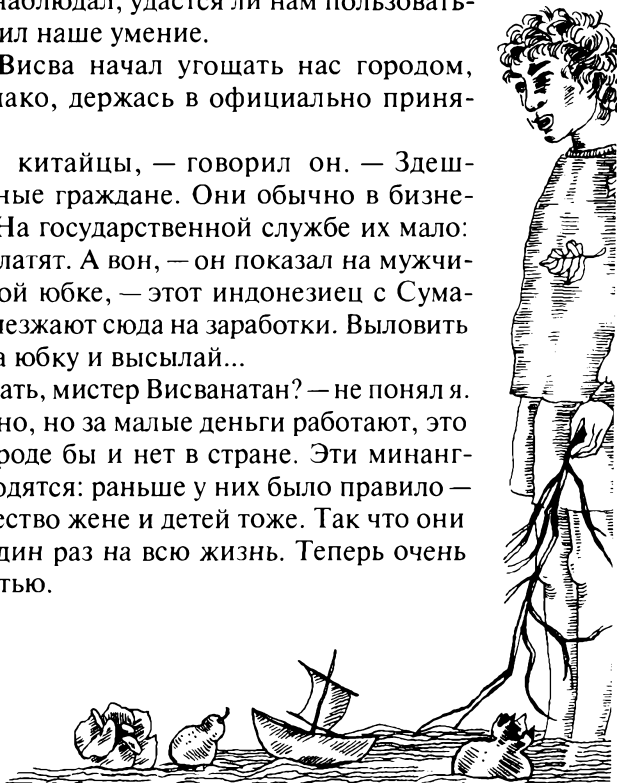 наблюдал, удастся ли нам пользовать-
ил наше умение.
Висва начал угощать нас городом,
нако, держась в официально приня-
китайцы, — говорил он. — Здеш-
ные граждане. Они обычно в бизне-
На государственной службе их мало:
латят. А вон, — он показал на мужчи-
ой юбке, — этот индонезиец с Сума-
иезжают сюда на заработки. Выловить
а юбку и высылай...
ать, мистер Висванатан? — не понял я.
но, но за малые деньги работают, это
роде бы и нет в стране. Эти минанг-
одятся: раньше у них было правило —
ество жене и детей тоже. Так что они
дин раз на всю жизнь. Теперь очень
тью.